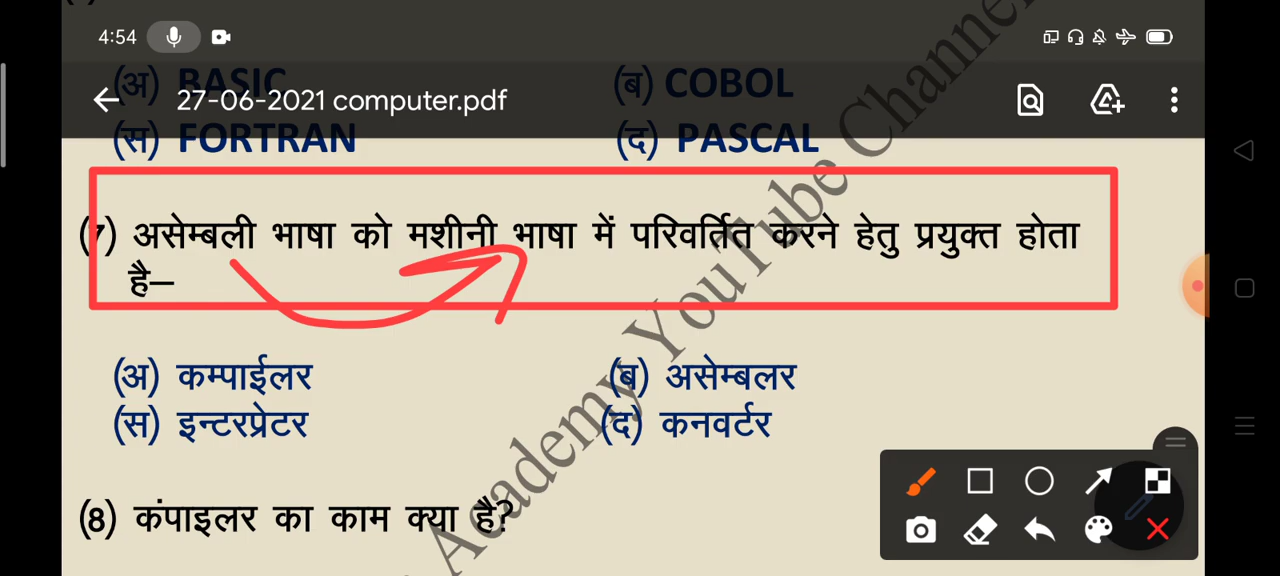 4:54
(अ) BASIC (ब) COBOL
27-06-2021 computer.pdf
(स) FORTRAN (द) PASCAL
(7) असेम्बली भाषा को मशीनी भाषा में परिवर्तित करने हेतु प्रयुक्त होता
है–
(अ) कम्पाईलर (ब) असेम्बलर
(स) इन्टरप्रेटर (द) कनवर्टर
(8) कंपाइलर का काम क्या है?
Academy YouTube Channel